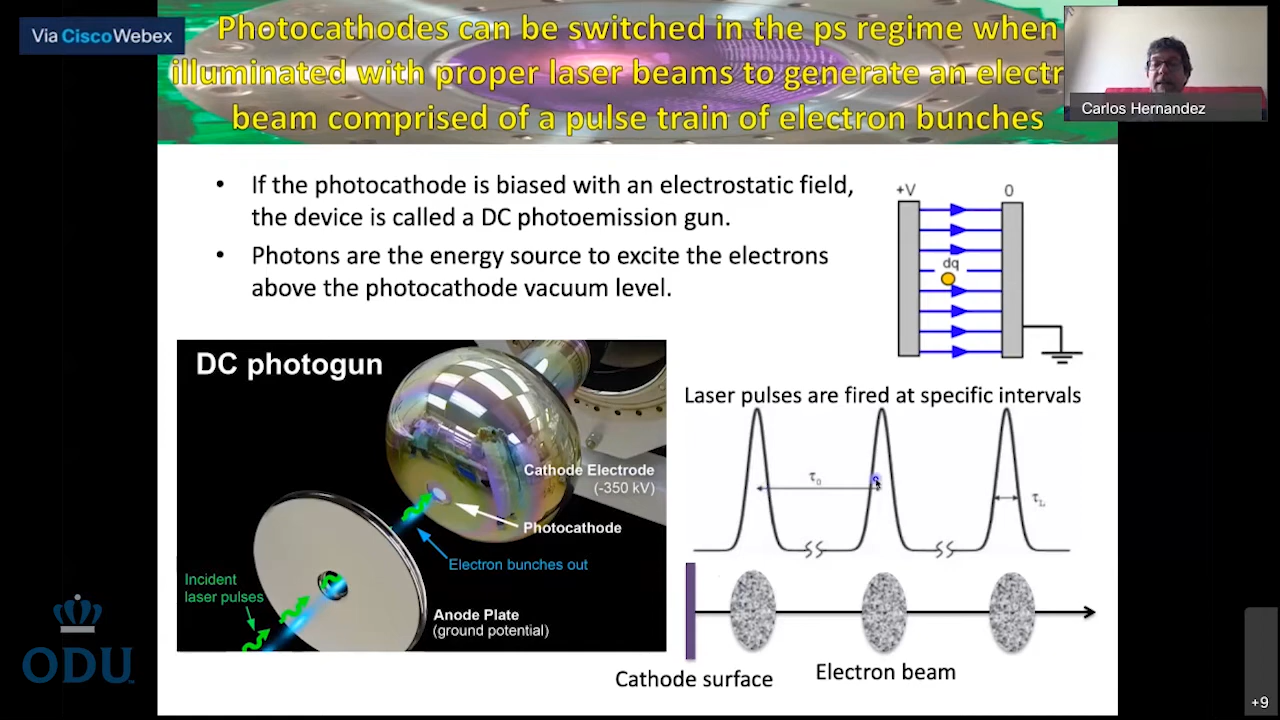 Via CiscoWebex
Photocathodes can be switched in the ps regime when
illuminated with proper laser beams to generate an electr
beam comprised of a pulse train of electron bunches
Carlos Hernandez
• If the photocathode is biased with an electrostatic field,
the device is called a DC photoemission gun.
• Photons are the energy source to excite the electrons
above the photocathode vacuum level.
+V
0
dq
DC photogun
Cathode Electrode
(-350 kV)
Photocathode
Electron bunches out
Incident
laser pulses
Anode Plate
(ground potential)
Laser pulses are fired at specific intervals
τ₀
τL
Cathode surface
Electron beam
ODU
+9